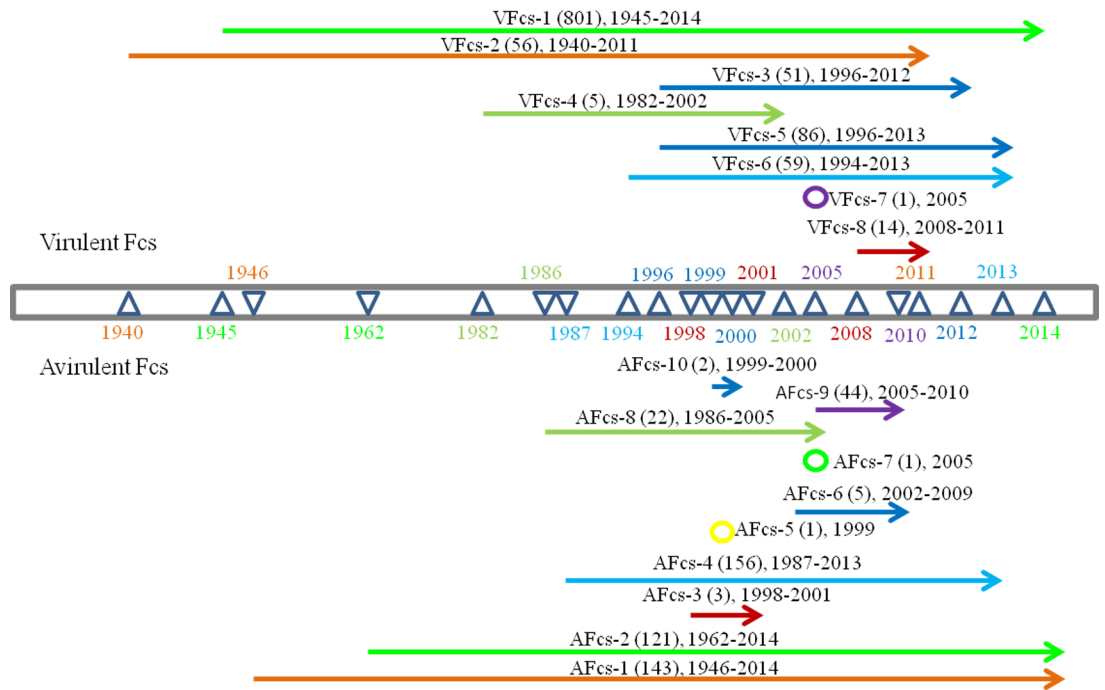 VFcs-1 (801), 1945-2014
VFcs-2 (56), 1940-2011
VFcs-3 (51), 1996-2012
VFcs-4 (5), 1982-2002
VFcs-5 (86), 1996-2013
VFcs-6 (59), 1994-2013
VFcs-7 (1), 2005
VFcs-8 (14), 2008-2011
Virulent Fcs
1946 1986 1996 1999 2001 2005 2011 2013
1940 1945 1962 1982 1987 1994 1998 2000 2002 2008 2010 2012 2014
Avirulent Fcs
AFcs-10 (2), 1999-2000
AFcs-9 (44), 2005-2010
AFcs-8 (22), 1986-2005
AFcs-7 (1), 2005
AFcs-6 (5), 2002-2009
AFcs-5 (1), 1999
AFcs-4 (156), 1987-2013
AFcs-3 (3), 1998-2001
AFcs-2 (121), 1962-2014
AFcs-1 (143), 1946-2014